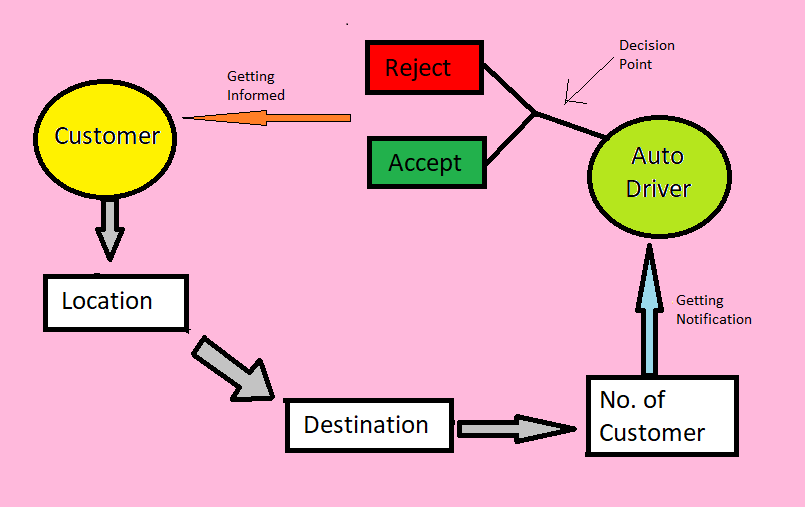 Customer
Getting
Informed
Reject
Accept
Decision
Point
Auto
Driver
Location
Destination
No. of
Customer
Getting
Notification